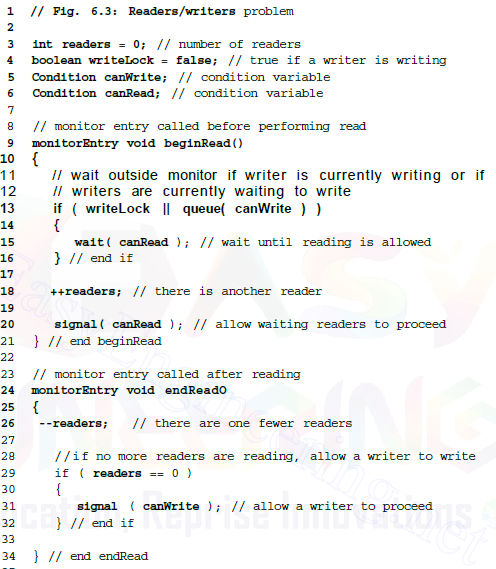 1 // Fig. 6.3: Readers/writers problem
2
3 int readers = 0; // number of readers
4 boolean writeLock = false; // true if a writer is writing
5 Condition canWrite; // condition variable
6 Condition canRead; // condition variable
7
8 // monitor entry called before performing read
9 monitorEntry void beginRead()
10 {
11 // wait outside monitor if writer is currently writing or if
12 // writers are currently waiting to write
13 if ( writeLock || queue( canWrite ) )
14 {
15 wait( canRead ); // wait until reading is allowed
16 } // end if
17
18 ++readers; // there is another reader
19
20 signal( canRead ); // allow waiting readers to proceed
21 } // end beginRead
22
23 // monitor entry called after reading
24 monitorEntry void endReadO
25 {
26 --readers; // there are one fewer readers
27
28 //if no more readers are reading, allow a writer to write
29 if ( readers == 0 )
30 {
31 signal ( canWrite ); // allow a writer to proceed
32 } // end if
33
34 } // end endRead